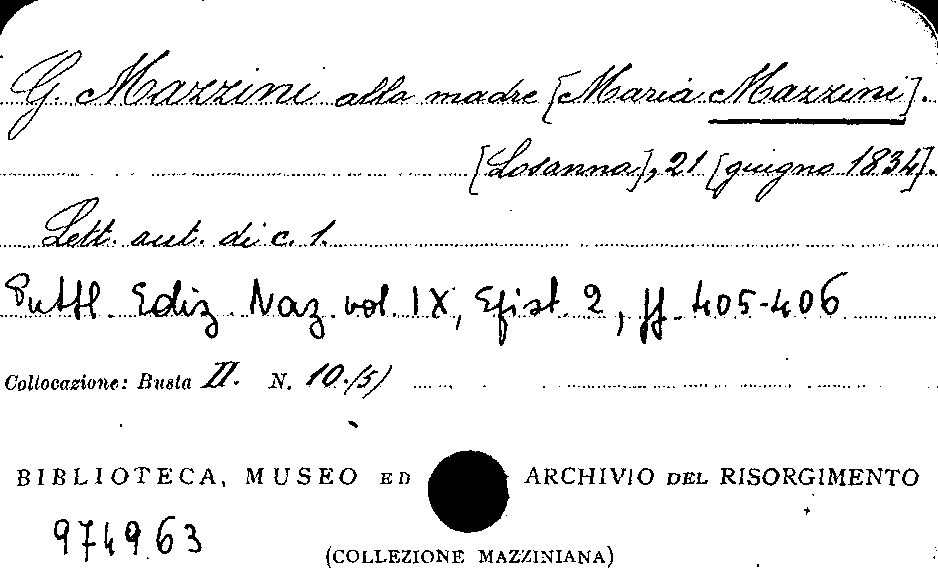 G. Mazzini alla madre [Maria Mazzini].
[Losanna], 21 [giugno 1834].
Lett. aut. di c. 1.
Publl. Ediz. Naz. vol. IX, Epist. 2, pp. 405-406
Collocazione: Busta II. N. 10./5)
BIBLIOTECA, MUSEO ED ARCHIVIO DEL RISORGIMENTO
974963
(COLLEZIONE MAZZINIANA)